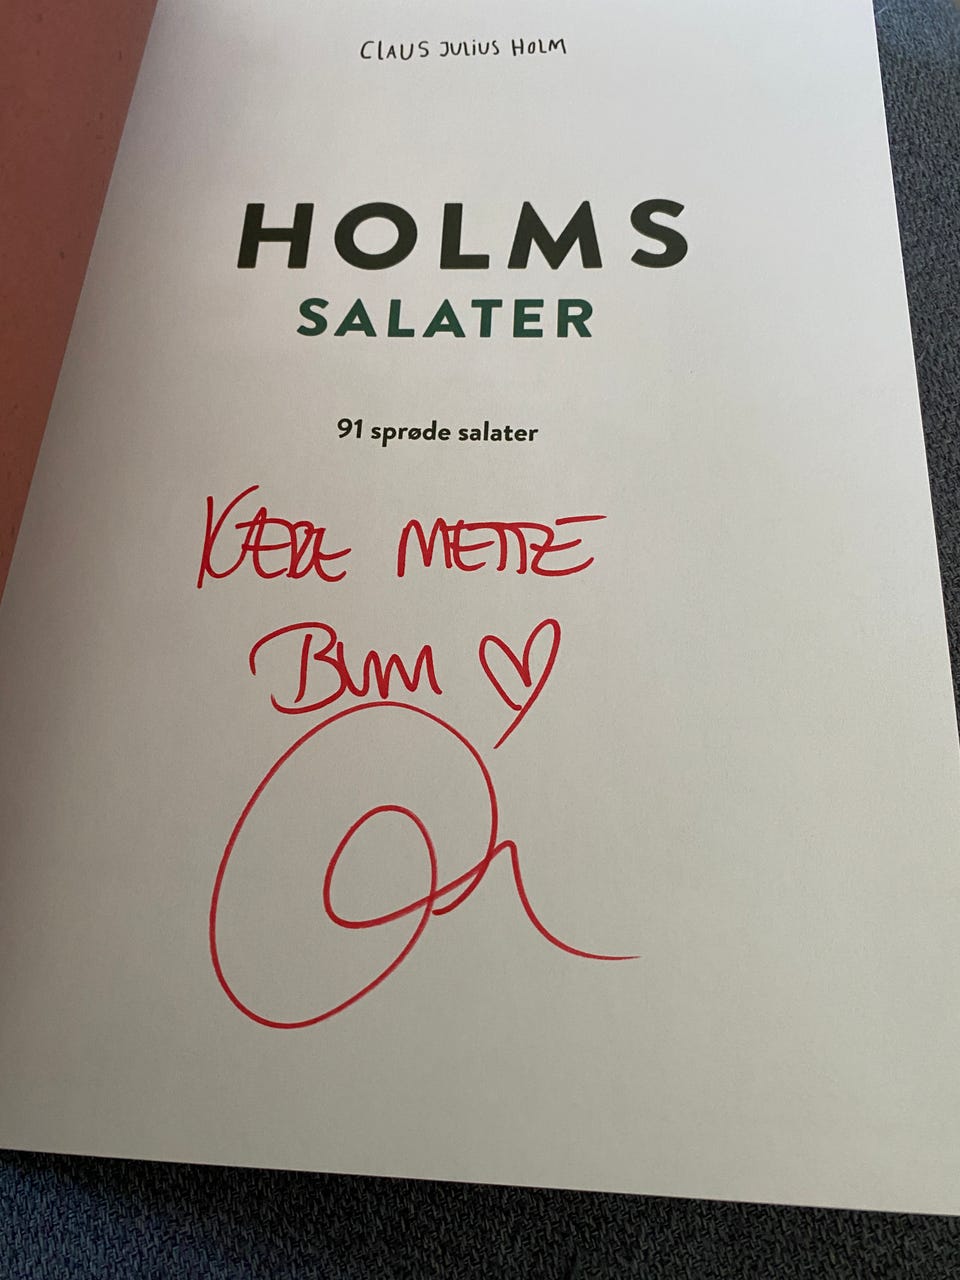 CLAUS JULIUS HOLM
HOLMS
SALATER
91 sprøde salater
KÆRE METTE
BUM